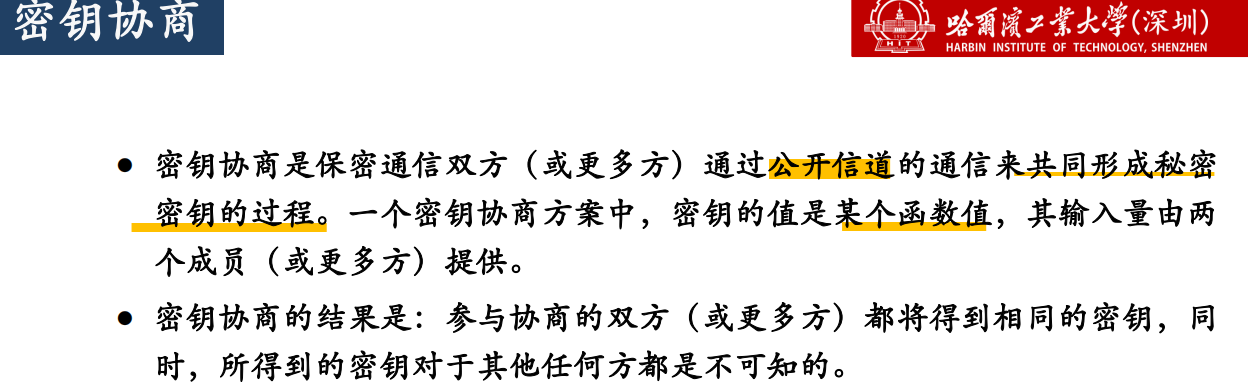 密钥协商
哈爾濱工業大學(深圳)
HARBIN INSTITUTE OF TECHNOLOGY, SHENZHEN
1920
HIT
● 密钥协商是保密通信双方（或更多方）通过公开信道的通信来共同形成秘密
密钥的过程。一个密钥协商方案中，密钥的值是某个函数值，其输入量由两
个成员（或更多方）提供。
● 密钥协商的结果是：参与协商的双方（或更多方）都将得到相同的密钥，同
时，所得到的密钥对于其他任何方都是不可知的。